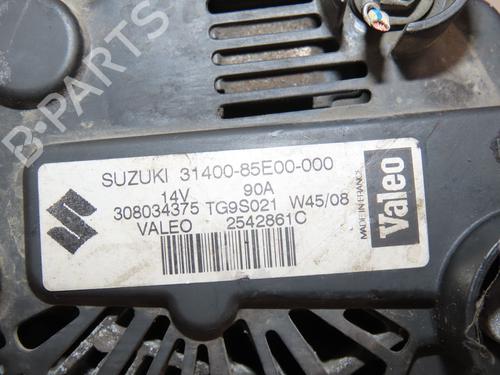 SUZUKI 31400-85E00-000
14V 90A
308034375 TG9S021 W45/08
VALEO 2542861C
MADE IN FRANCE
Valeo
B-PARTS